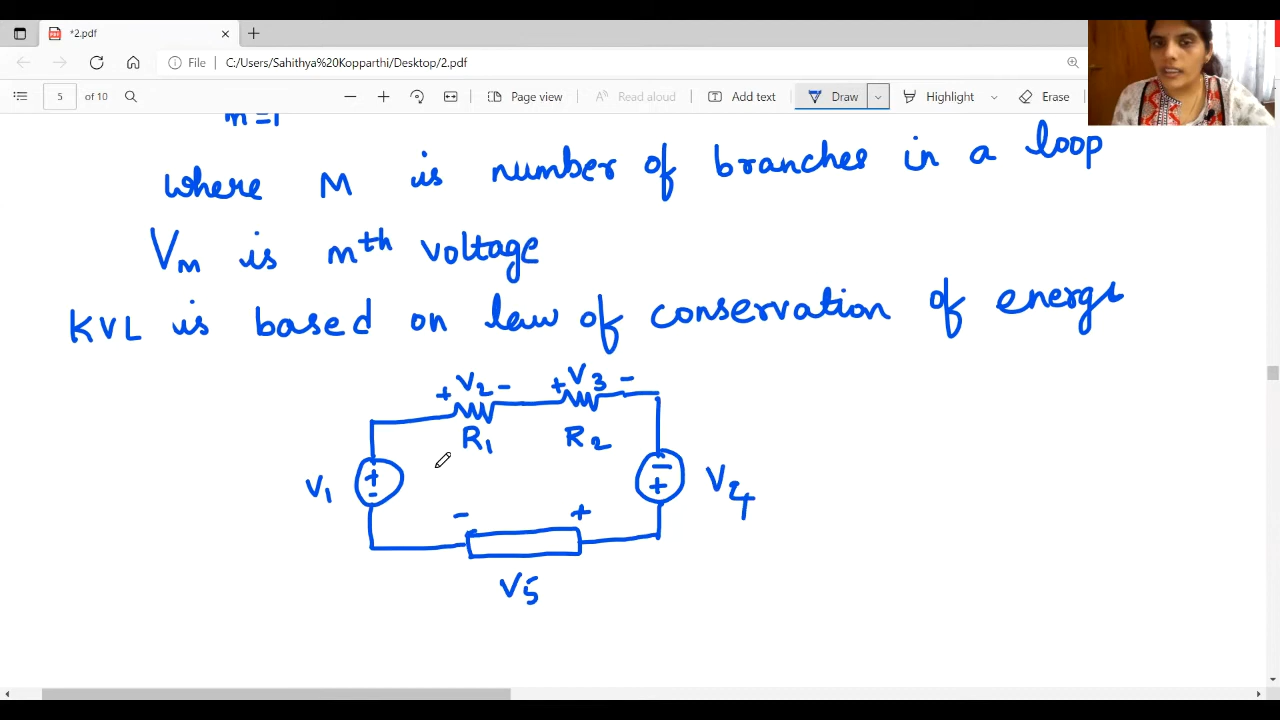 *2.pdf
File C:/Users/Sahithya%20Kopparthi/Desktop/2.pdf
5 of 10 Page view Read aloud Add text Draw Highlight Erase
m=1
where M is number of branches in a loop
Vm is mth voltage
KVL is based on law of conservation of energy
+ V2 - + V3 -
R1 R2
V1 + - - + V4
- +
V5